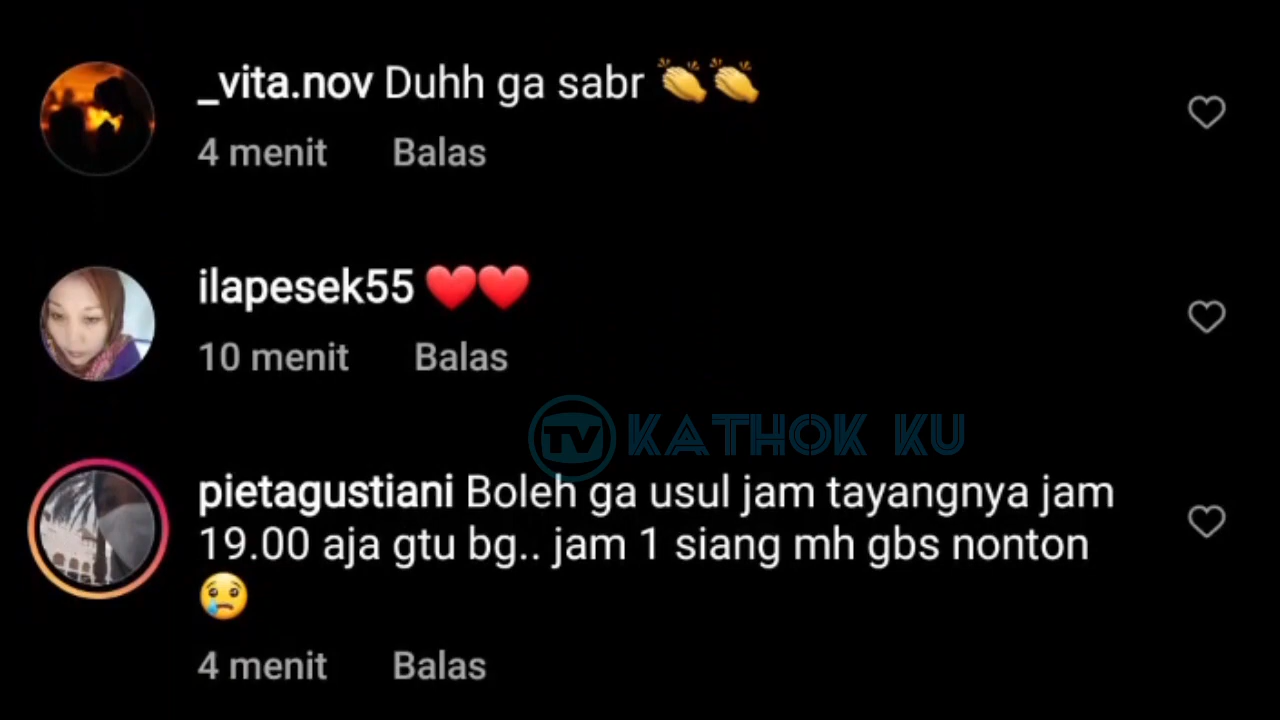 _vita.nov Duhh ga sabr 👏👏
4 menit Balas
ilapesek55 ❤️❤️
10 menit Balas
TV KATHOK KU
pietagustiani Boleh ga usul jam tayangnya jam
19.00 aja gtu bg.. jam 1 siang mh gbs nonton
😢
4 menit Balas